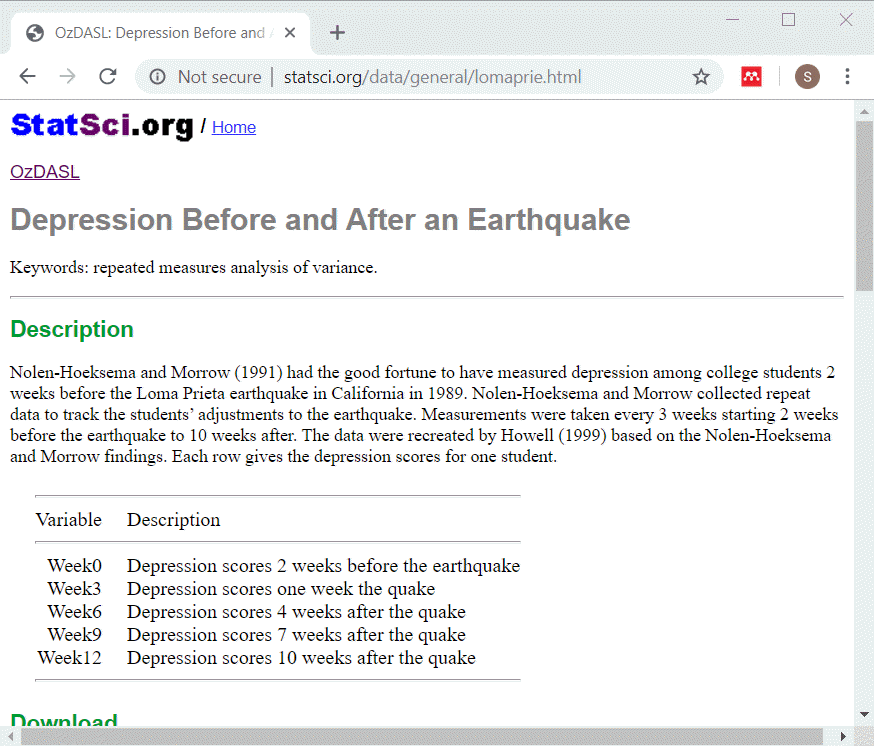 OzDASL: Depression Before and A
Not secure | statsci.org/data/general/lomaprie.html
S
StatSci.org / Home
OzDASL
Depression Before and After an Earthquake
Keywords: repeated measures analysis of variance.
Description
Nolen-Hoeksema and Morrow (1991) had the good fortune to have measured depression among college students 2
weeks before the Loma Prieta earthquake in California in 1989. Nolen-Hoeksema and Morrow collected repeat
data to track the students’ adjustments to the earthquake. Measurements were taken every 3 weeks starting 2 weeks
before the earthquake to 10 weeks after. The data were recreated by Howell (1999) based on the Nolen-Hoeksema
and Morrow findings. Each row gives the depression scores for one student.
Variable Description
Week0 Depression scores 2 weeks before the earthquake
Week3 Depression scores one week the quake
Week6 Depression scores 4 weeks after the quake
Week9 Depression scores 7 weeks after the quake
Week12 Depression scores 10 weeks after the quake
Download